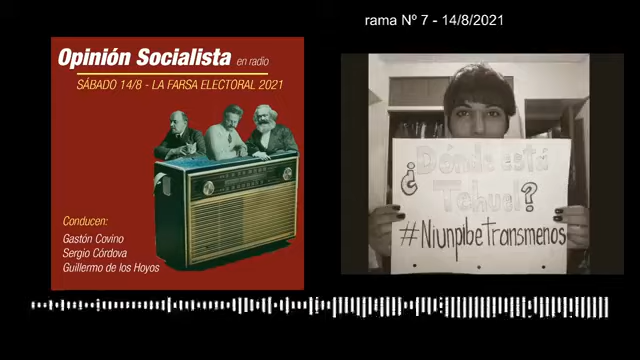 rama Nº 7 - 14/8/2021
Opinión Socialista en radio
SÁBADO 14/8 - LA FARSA ELECTORAL 2021
Conducen:
Gastón Covino
Sergio Córdova
Guillermo de los Hoyos
¿Dónde está
Tehuel?
#NiunpibeTransmenos